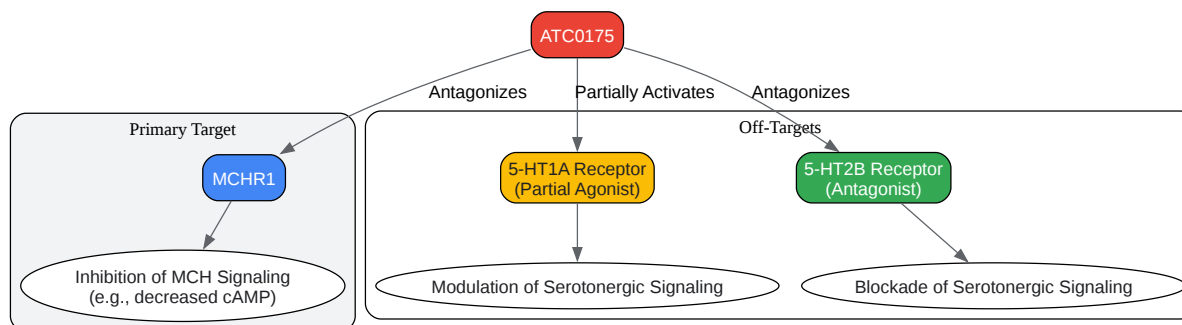 ATC0175
Antagonizes
Partially Activates
Antagonizes
Primary Target
Off-Targets
MCHR1
5-HT1A Receptor
(Partial Agonist)
5-HT2B Receptor
(Antagonist)
Inhibition of MCH Signaling
(e.g., decreased cAMP)
Modulation of Serotonergic Signaling
Blockade of Serotonergic Signaling